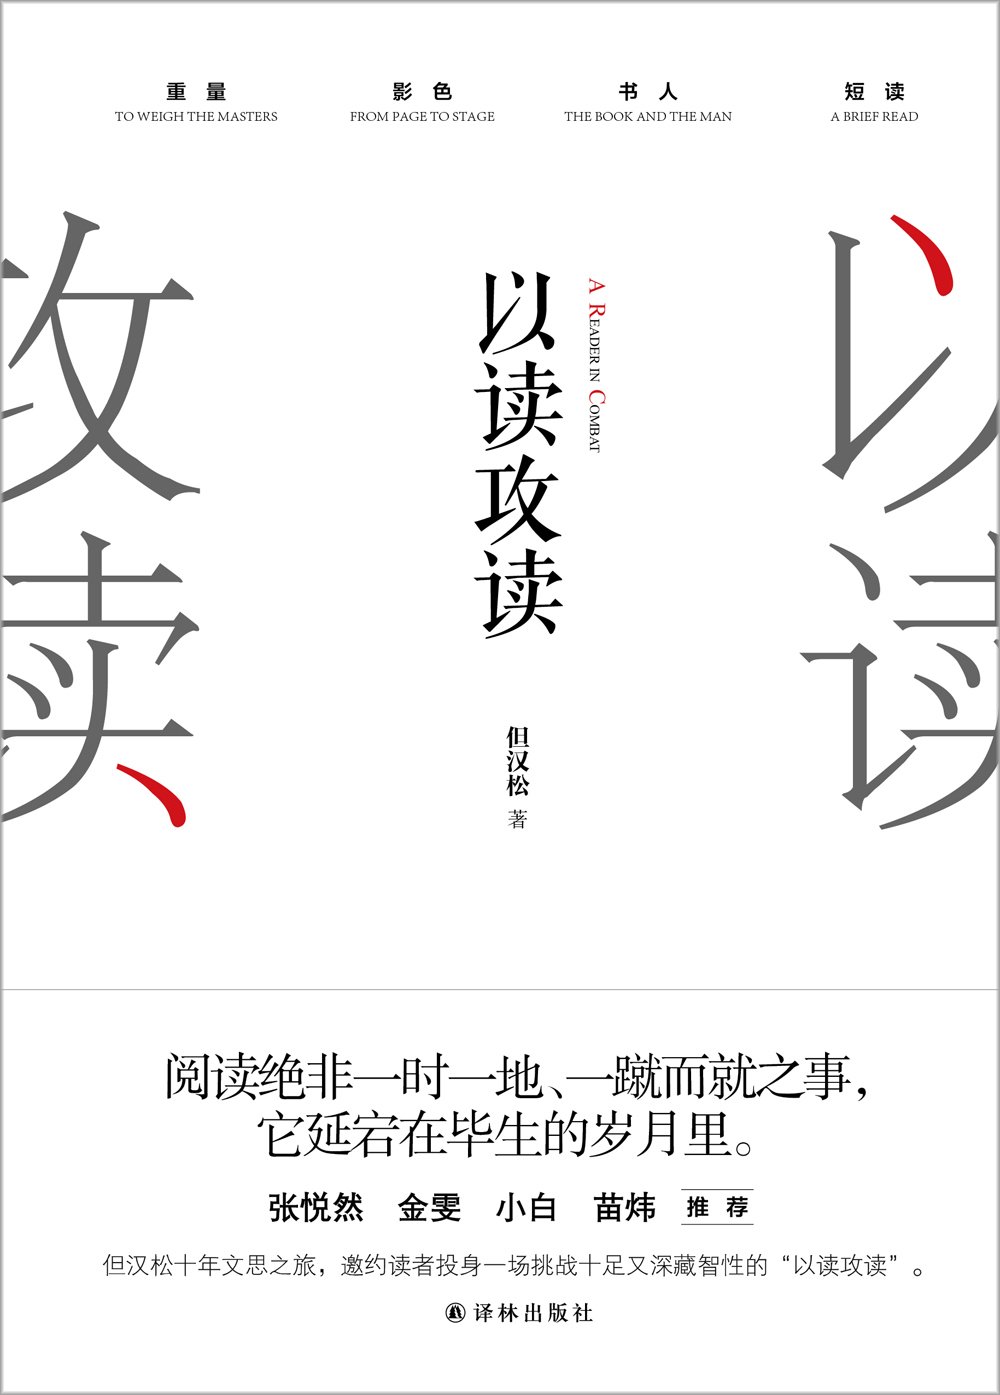 重量 影色 书人 短读
TO WEIGH THE MASTERS FROM PAGE TO STAGE THE BOOK AND THE MAN A BRIEF READ
以读
攻读
以读攻读
A READER IN COMBAT
但汉松 著
阅读绝非一时一地、一蹴而就之事，
它延宕在毕生的岁月里。
张悦然 金雯 小白 苗炜 推荐
但汉松十年文思之旅，邀约读者投身一场挑战十足又深藏智性的“以读攻读”。
译林出版社